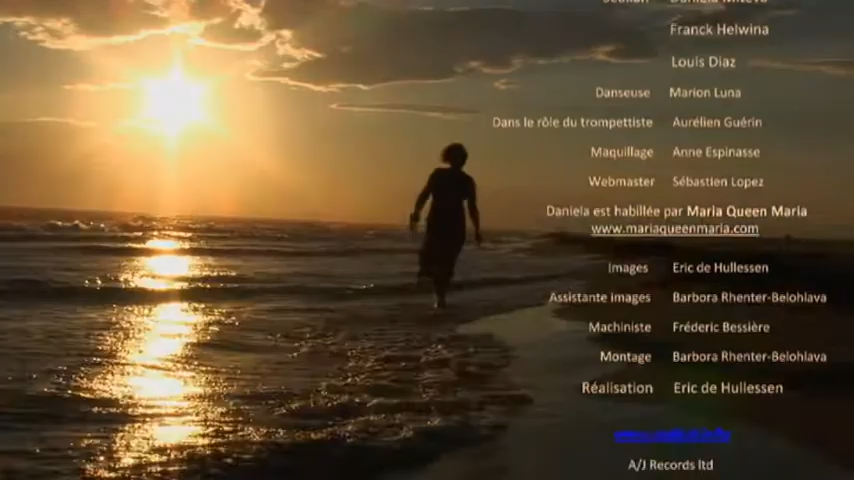 Franck Helwina
Louis Diaz
Danseuse Marion Luna
Dans le rôle du trompettiste Aurélien Guérin
Maquillage Anne Espinasse
Webmaster Sébastien Lopez
Daniela est habillée par Maria Queen Maria
www.mariaqueenmaria.com
Images Eric de Hullessen
Assistante images Barbora Rhenter-Belohlava
Machiniste Fréderic Bessière
Montage Barbora Rhenter-Belohlava
Réalisation Eric de Hullessen
A/J Records ltd